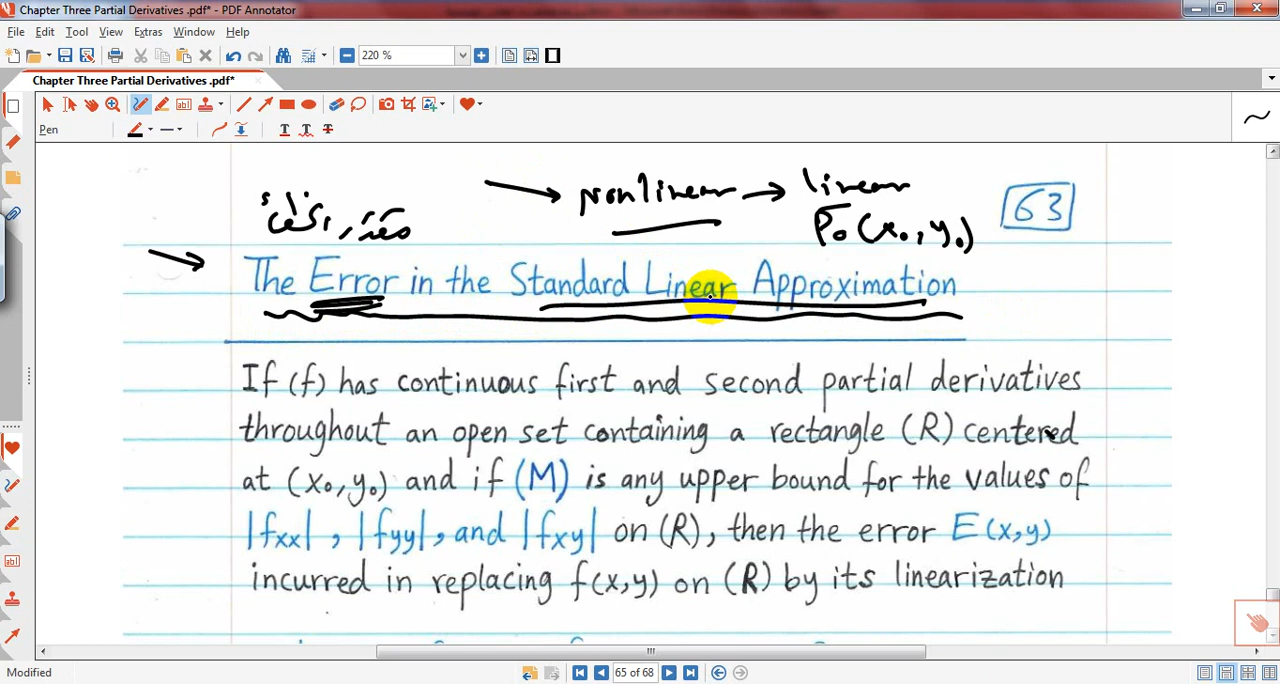 Chapter Three Partial Derivatives.pdf* - PDF Annotator
File Edit Tool View Extras Window Help
220 %
Chapter Three Partial Derivatives .pdf*
Pen
→ nonlinear → linear
P₀(x₀,y₀)
63
The Error in the Standard Linear Approximation
If (f) has continuous first and second partial derivatives
throughout an open set containing a rectangle (R) centered
at (x₀,y₀) and if (M) is any upper bound for the values of
|fxx|, |fyy|, and |fxy| on (R), then the error E(x,y)
incurred in replacing f(x,y) on (R) by its linearization
Modified
65 of 68